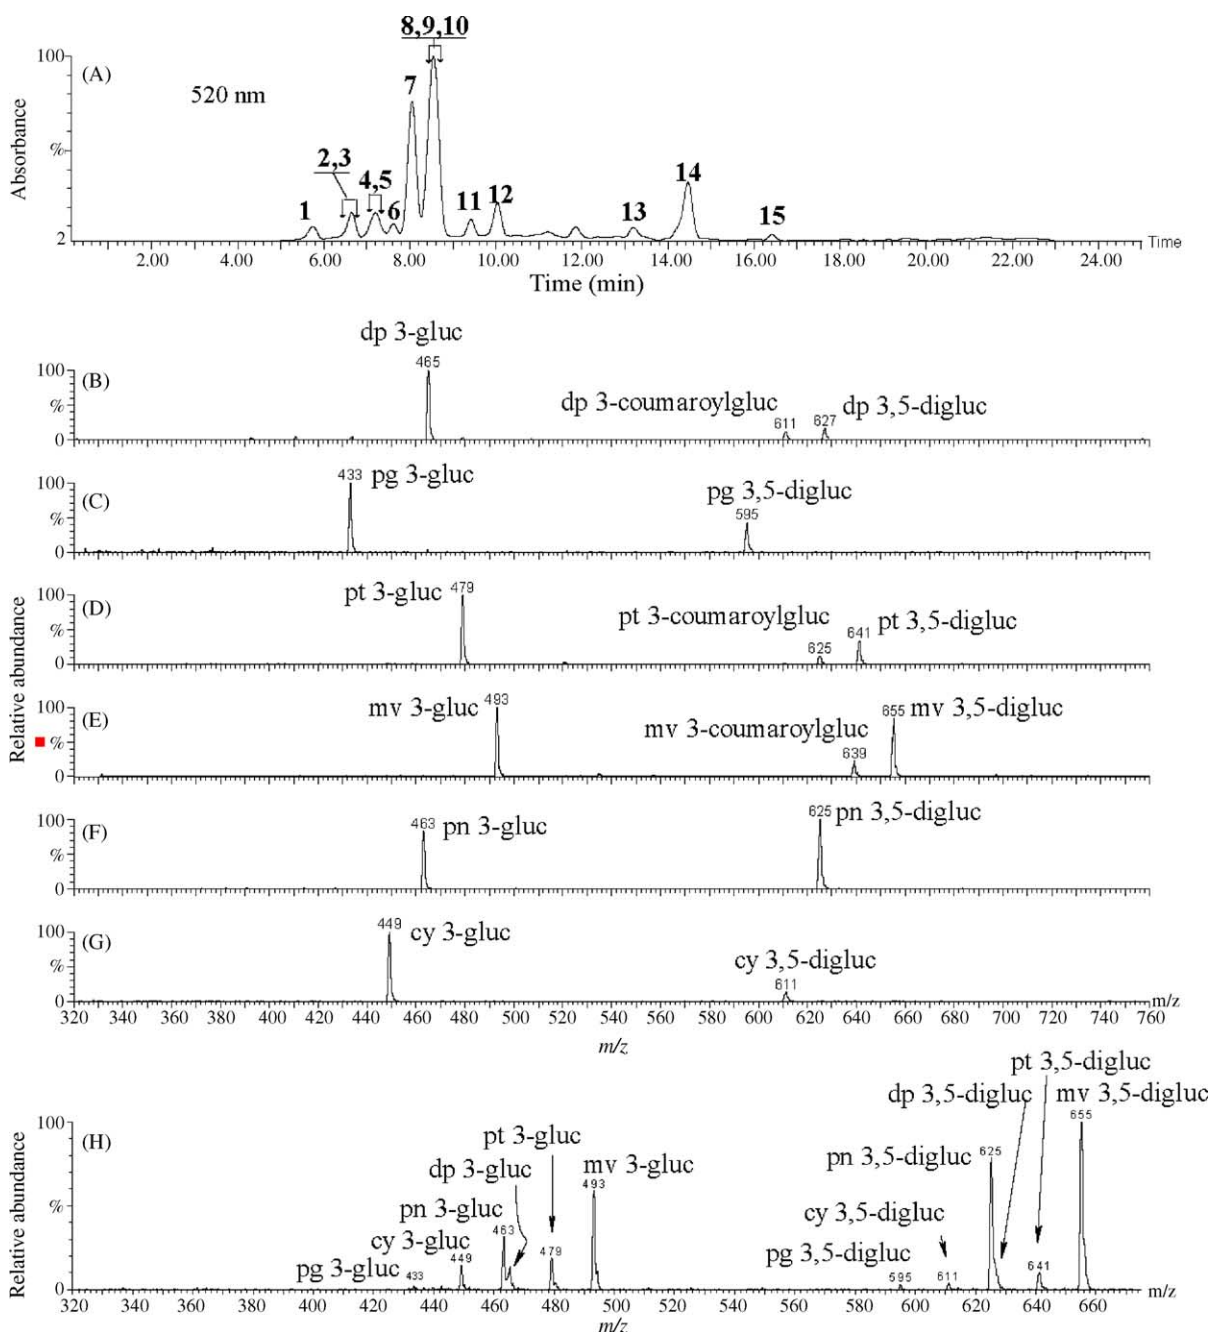 8,9,10
100
(A)
7
520 nm
Absorbance
%
2,3
4,5
14
1
6
11
12
13
15
2
Time
2.00 4.00 6.00 8.00 10.00 12.00 14.00 16.00 18.00 20.00 22.00 24.00
Time (min)
dp 3-gluc
465
100
(B)
%
dp 3-coumaroylgluc
dp 3,5-digluc
611
627
0
433
pg 3-gluc
100
(C)
pg 3,5-digluc
595
%
0
pt 3-gluc
479
100
(D)
pt 3-coumaroylgluc
641
pt 3,5-digluc
%
625
0
Relative abundance
mv 3-gluc
493
100
(E)
mv 3-coumaroylgluc
655
mv 3,5-digluc
%
639
0
100
(F)
463
pn 3-gluc
625
pn 3,5-digluc
%
0
449
cy 3-gluc
100
(G)
cy 3,5-digluc
%
611
0
m/z
320 340 360 380 400 420 440 460 480 500 520 540 560 580 600 620 640 660 680 700 720 740 760
m/z
pt 3,5-digluc
dp 3,5-digluc
mv 3,5-digluc
100
(H)
655
pt 3-gluc
dp 3-gluc
mv 3-gluc
pn 3,5-digluc
625
493
Relative abundance
%
pn 3-gluc
463
cy 3,5-digluc
cy 3-gluc
449
479
pg 3,5-digluc
641
pg 3-gluc
433
595
611
0
320 340 360 380 400 420 440 460 480 500 520 540 560 580 600 620 640 660
m/z